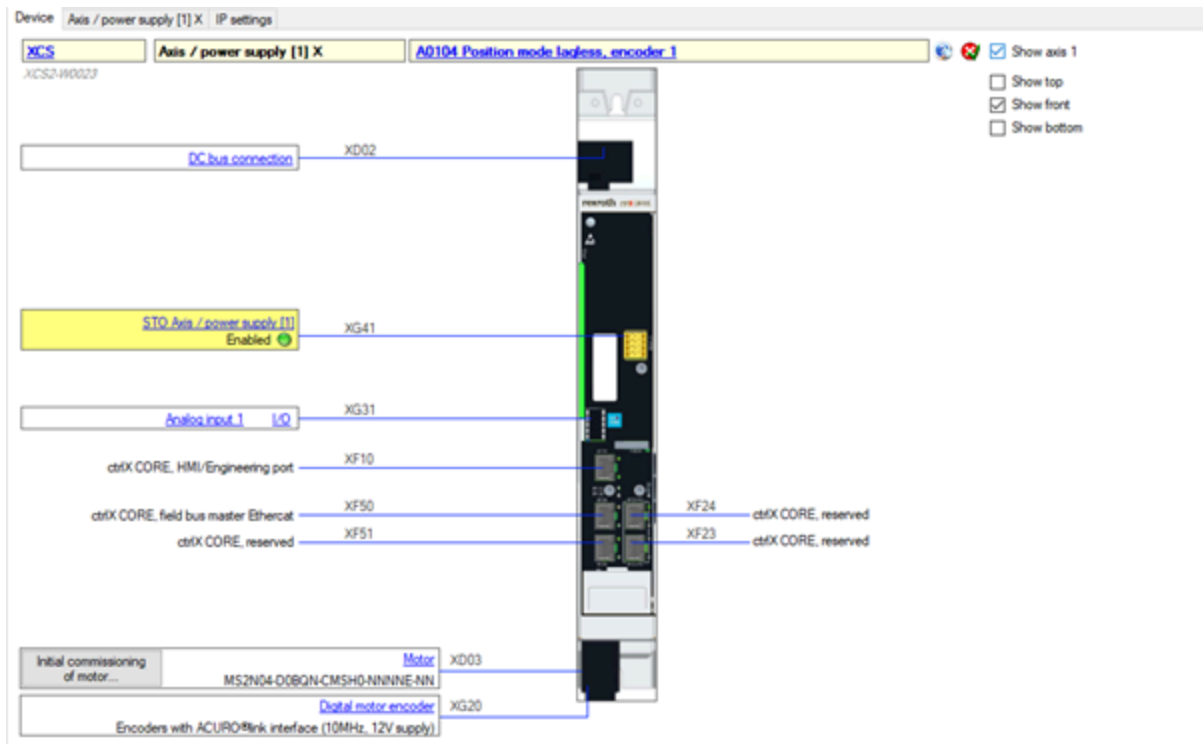 Device Axis / power supply [1] X IP settings
XCS Axis / power supply [1] X A0104 Position mode lagless, encoder 1 Show axis 1
XCS2-W0023
Show top
Show front
Show bottom
DC bus connection XD02
rexroth
STO Axis / power supply [1] XG41
Enabled
Analog input 1 I/O XG31
ctrlX CORE, HMI/Engineering port XF10
ctrlX CORE, field bus master Ethercat XF50 XF24 ctrlX CORE, reserved
ctrlX CORE, reserved XF51 XF23 ctrlX CORE, reserved
Initial commissioning of motor...
Motor XD03
MS2N04-D0BQN-CMSH0-NNNNE-NN
Digital motor encoder XG20
Encoders with ACURO®link interface (10MHz, 12V supply)